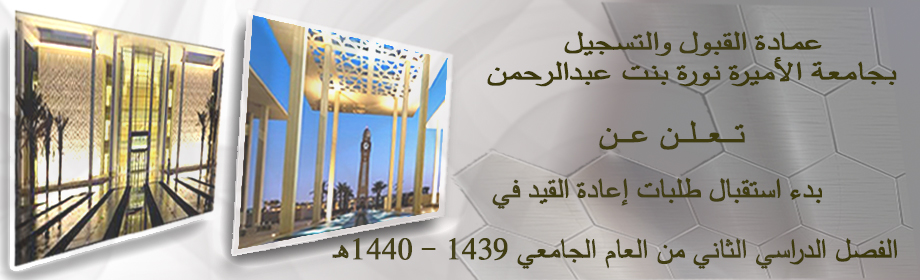 عمادة القبول والتسجيل
بجامعة الأميرة نورة بنت عبدالرحمن
تـعـلـن عـن
بدء استقبال طلبات إعادة القيد في
الفصل الدراسي الثاني من العام الجامعي 1439 - 1440هـ